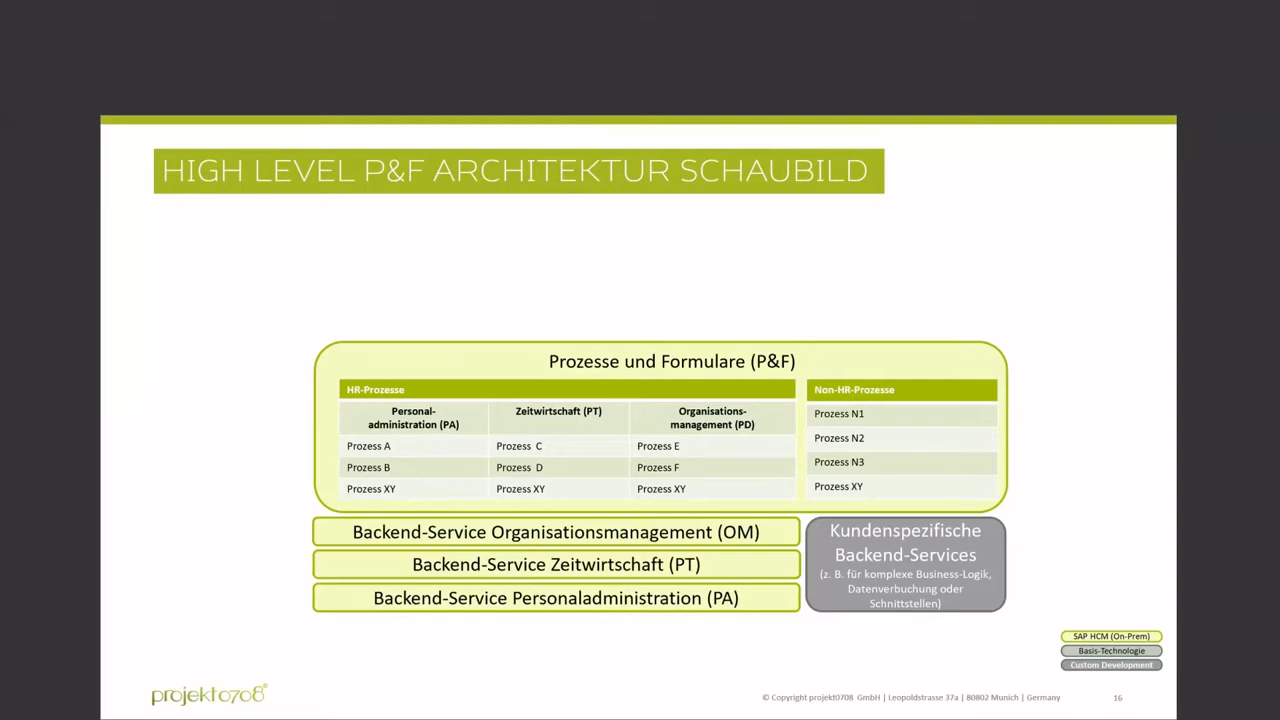 HIGH LEVEL P&F ARCHITEKTUR SCHAUBILD
Prozesse und Formulare (P&F)
HR-Prozesse
Personal-
administration (PA)
Zeitwirtschaft (PT)
Organisations-
management (PD)
Prozess A
Prozess C
Prozess E
Prozess B
Prozess D
Prozess F
Prozess XY
Prozess XY
Prozess XY
Non-HR-Prozesse
Prozess N1
Prozess N2
Prozess N3
Prozess XY
Backend-Service Organisationsmanagement (OM)
Backend-Service Zeitwirtschaft (PT)
Backend-Service Personaladministration (PA)
Kundenspezifische
Backend-Services
(z. B. für komplexe Business-Logik,
Datenverbuchung oder
Schnittstellen)
SAP HCM (On-Prem)
Basis-Technologie
Custom Development
projekt0708®
© Copyright projekt0708 GmbH | Leopoldstrasse 37a | 80802 Munich | Germany
16